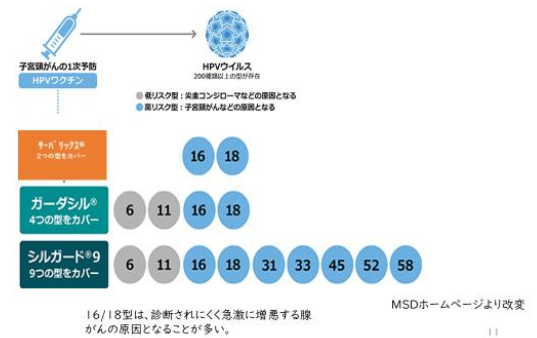 子宮頸がんの1次予防
HPVワクチン
HPVウイルス
200種類以上の型が存在
低リスク型：尖圭コンジローマなどの原因となる
高リスク型：子宮頸がんなどの原因となる
サーバリックス®
2つの型をカバー
16 18
ガーダシル®
4つの型をカバー
6 11 16 18
シルガード®9
9つの型をカバー
6 11 16 18 31 33 45 52 58
16/18型は、診断されにくく急激に増悪する腺
がんの原因となることが多い。
MSDホームページより改変
11